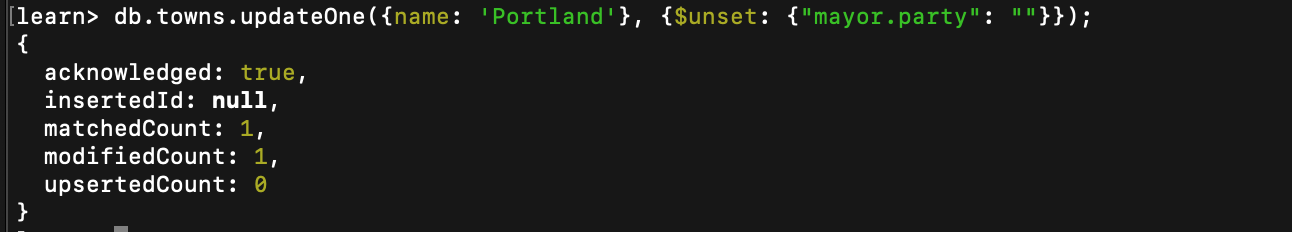 [learn> db.towns.updateOne({name: 'Portland'}, {$unset: {"mayor.party": ""}});
{
  acknowledged: true,
  insertedId: null,
  matchedCount: 1,
  modifiedCount: 1,
  upsertedCount: 0
}